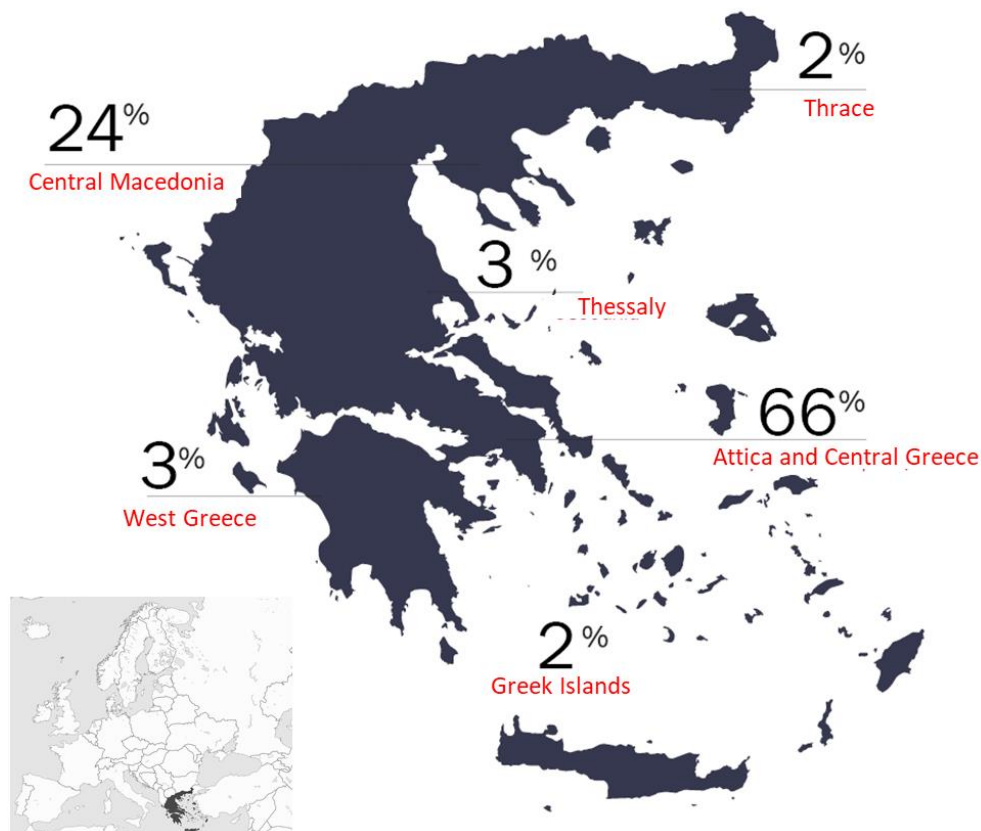 2%
Thrace
24%
Central Macedonia
3 %
Thessaly
66%
Attica and Central Greece
3%
West Greece
2 %
Greek Islands